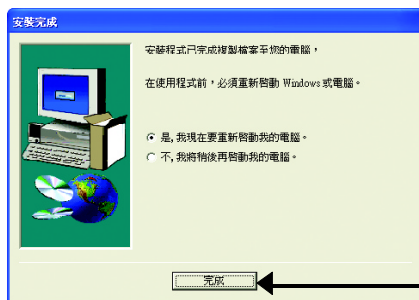 安裝完成
安裝程式已完成複製檔案至您的電腦，
在使用程式前，必須重新啓動 Windows 或電腦。
是, 我現在要重新啓動我的電腦。
不, 我將稍後再啓動我的電腦。
完成